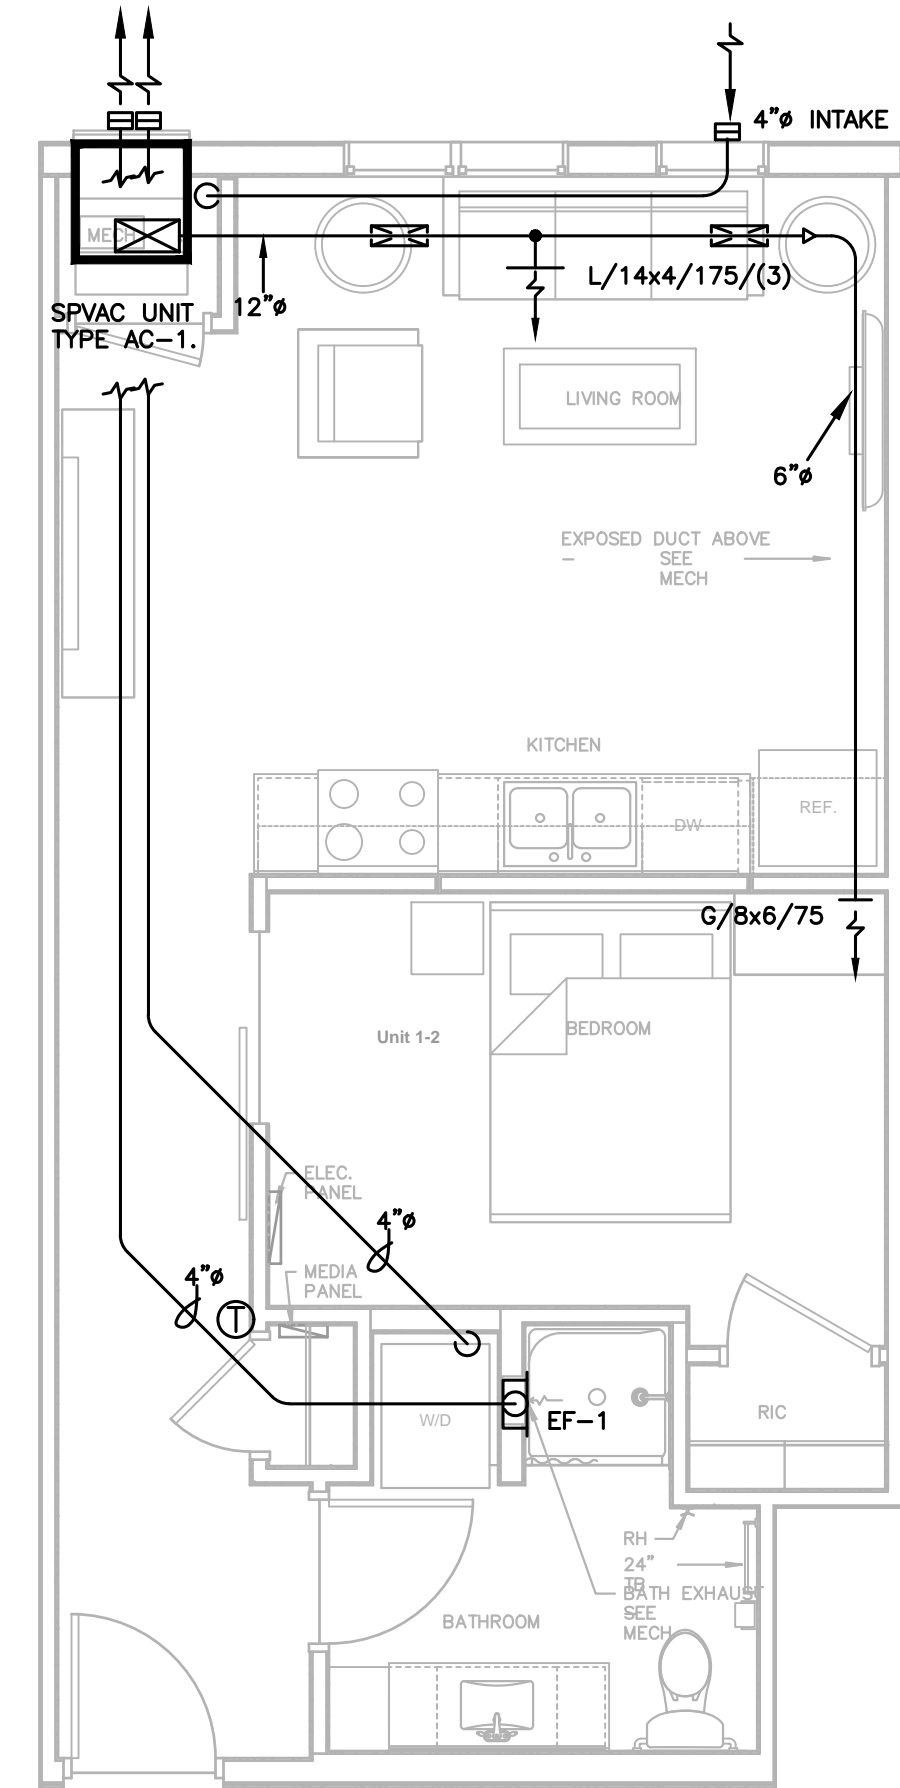 4"ø INTAKE
MECH
L/14x4/175/(3)
12"ø
SPVAC UNIT
TYPE AC-1.
LIVING ROOM
6"ø
EXPOSED DUCT ABOVE
- SEE
MECH
KITCHEN
REF.
DW
G/8x6/75
BEDROOM
Unit 1-2
ELEC.
PANEL
4"ø
4"ø
MEDIA
PANEL
T
RIC
W/D
EF-1
RH
24"
TB
BATH EXHAUST
SEE
MECH
BATHROOM